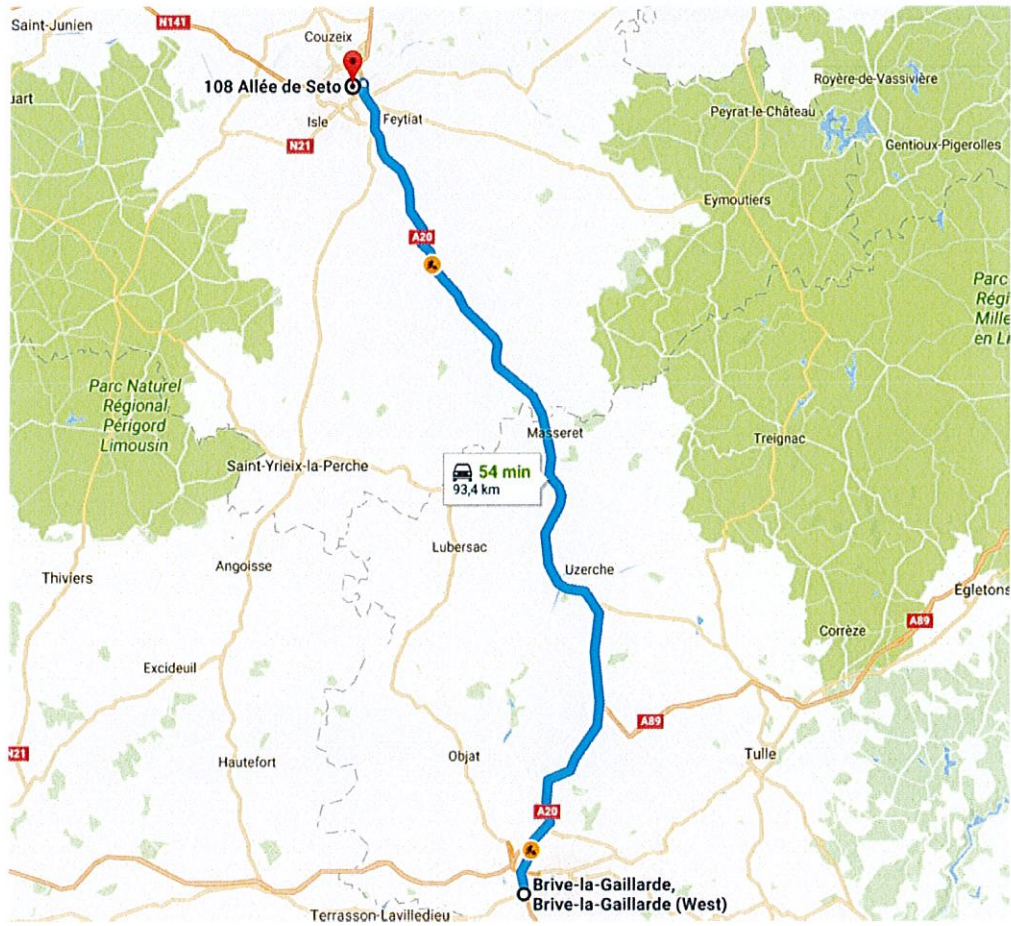 Saint-Junien
N141
Couzeix
108 Allée de Seto
Royère-de-Vassivière
Peyrat-le-Château
Isle
Feytiat
N21
Gentioux-Pigerolles
Eymoutiers
A20
Parc
Régi
Mille
en Li
Parc Naturel
Régional
Périgord
Limousin
Masseret
Treignac
Saint-Yrieix-la-Perche
54 min
93,4 km
Lubersac
Angoisse
Uzerche
Thiviers
Égletons
A89
Corrèze
Excideuil
A89
N21
Hautefort
Objat
Tulle
A20
Brive-la-Gaillarde,
Brive-la-Gaillarde (West)
Terrasson-Lavilledieu